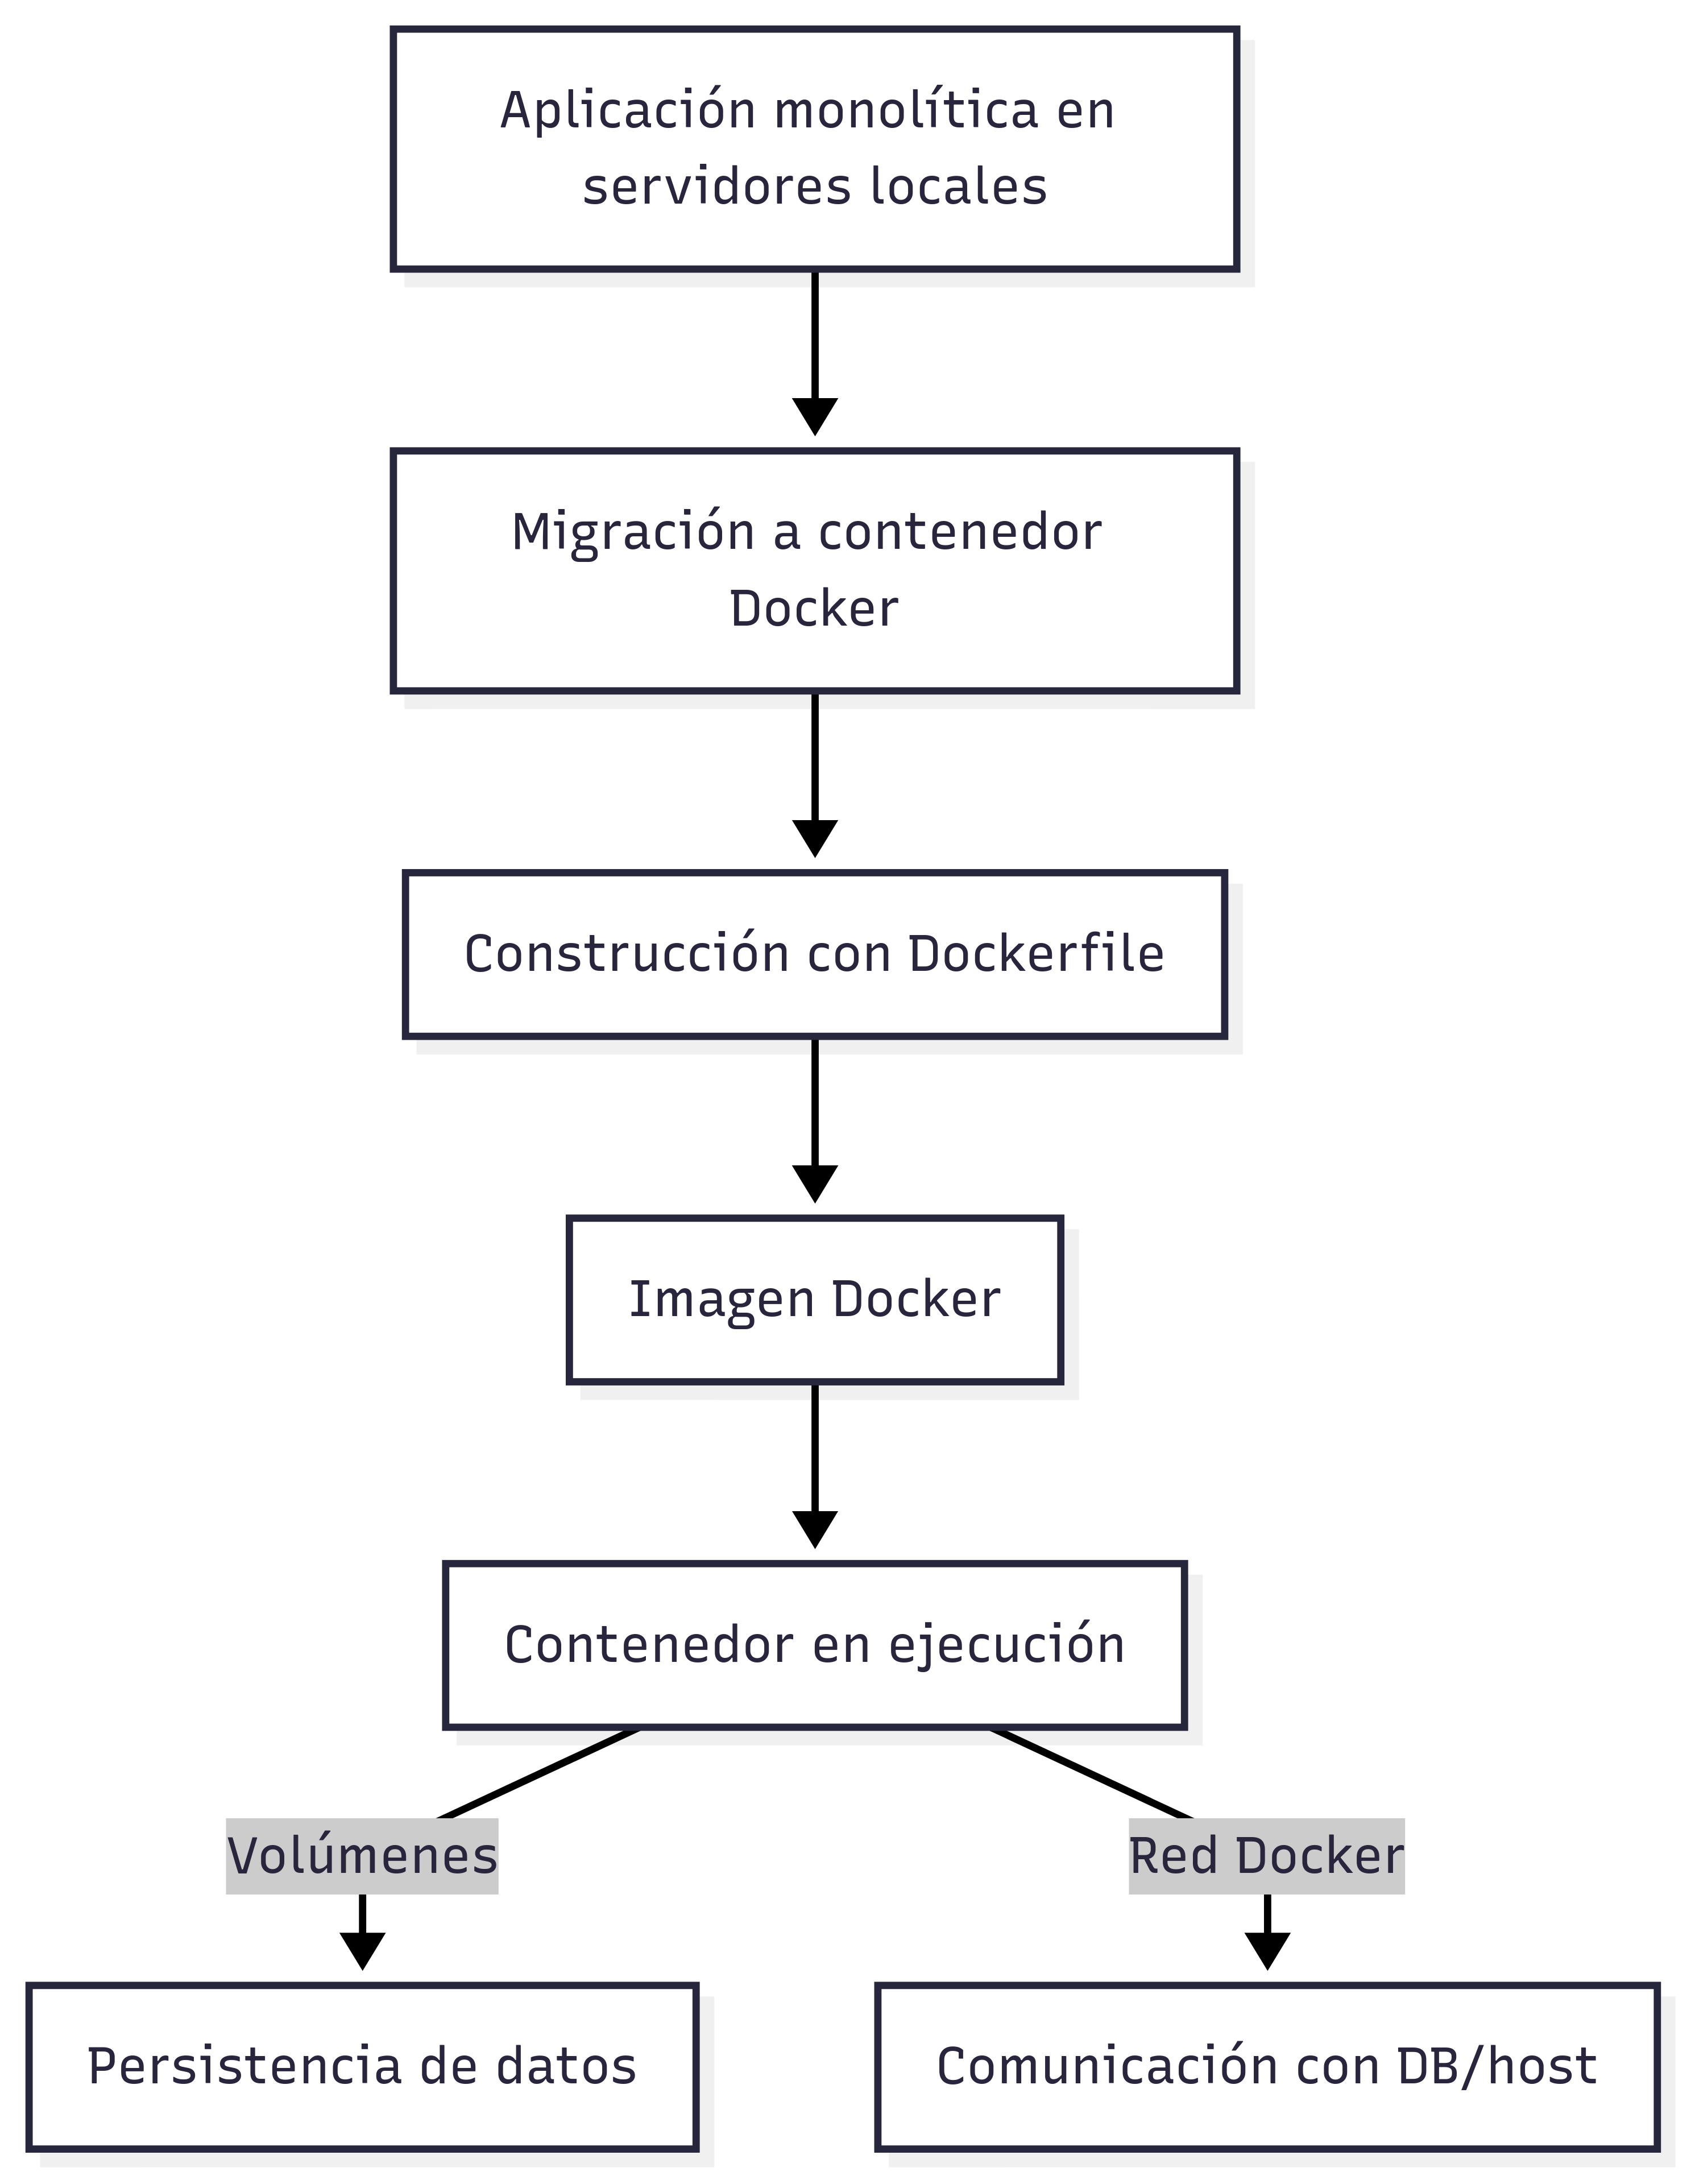 Aplicación monolítica en
servidores locales
Migración a contenedor
Docker
Construcción con Dockerfile
Imagen Docker
Contenedor en ejecución
Volúmenes
Red Docker
Persistencia de datos
Comunicación con DB/host